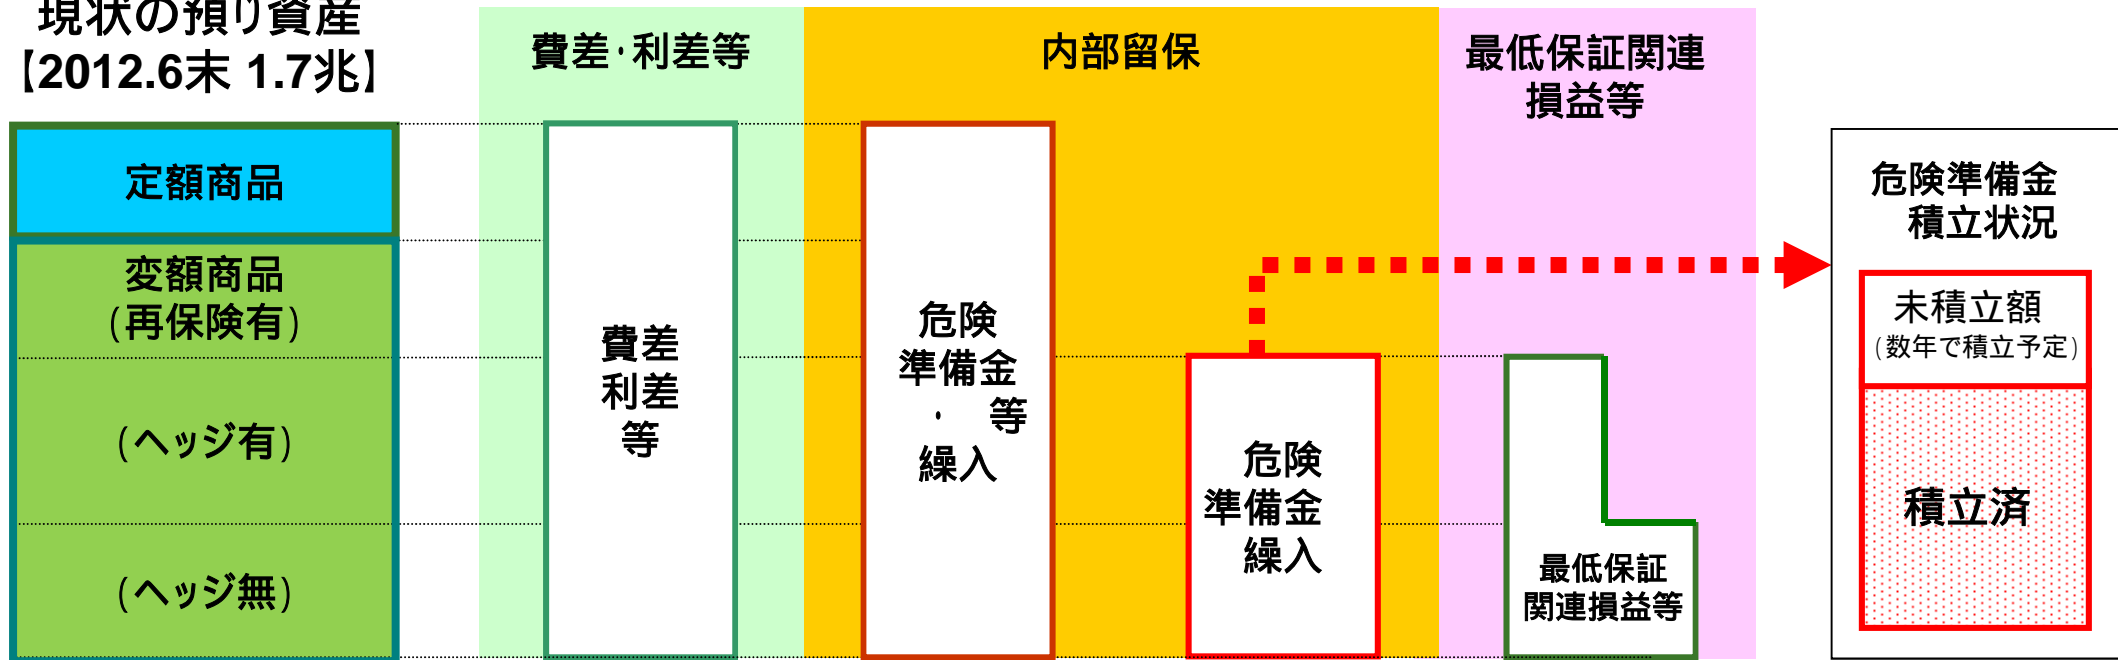 現状の預り資産
【2012.6末 1.7兆】
定額商品
変額商品
(再保険有)
(ヘッジ有)
(ヘッジ無)
費差・利差等
費差
利差
等
内部留保
危険
準備金
・ 等
繰入
危険
準備金
繰入
最低保証関連
損益等
最低保証
関連損益等
危険準備金
積立状況
未積立額
(数年で積立予定)
積立済